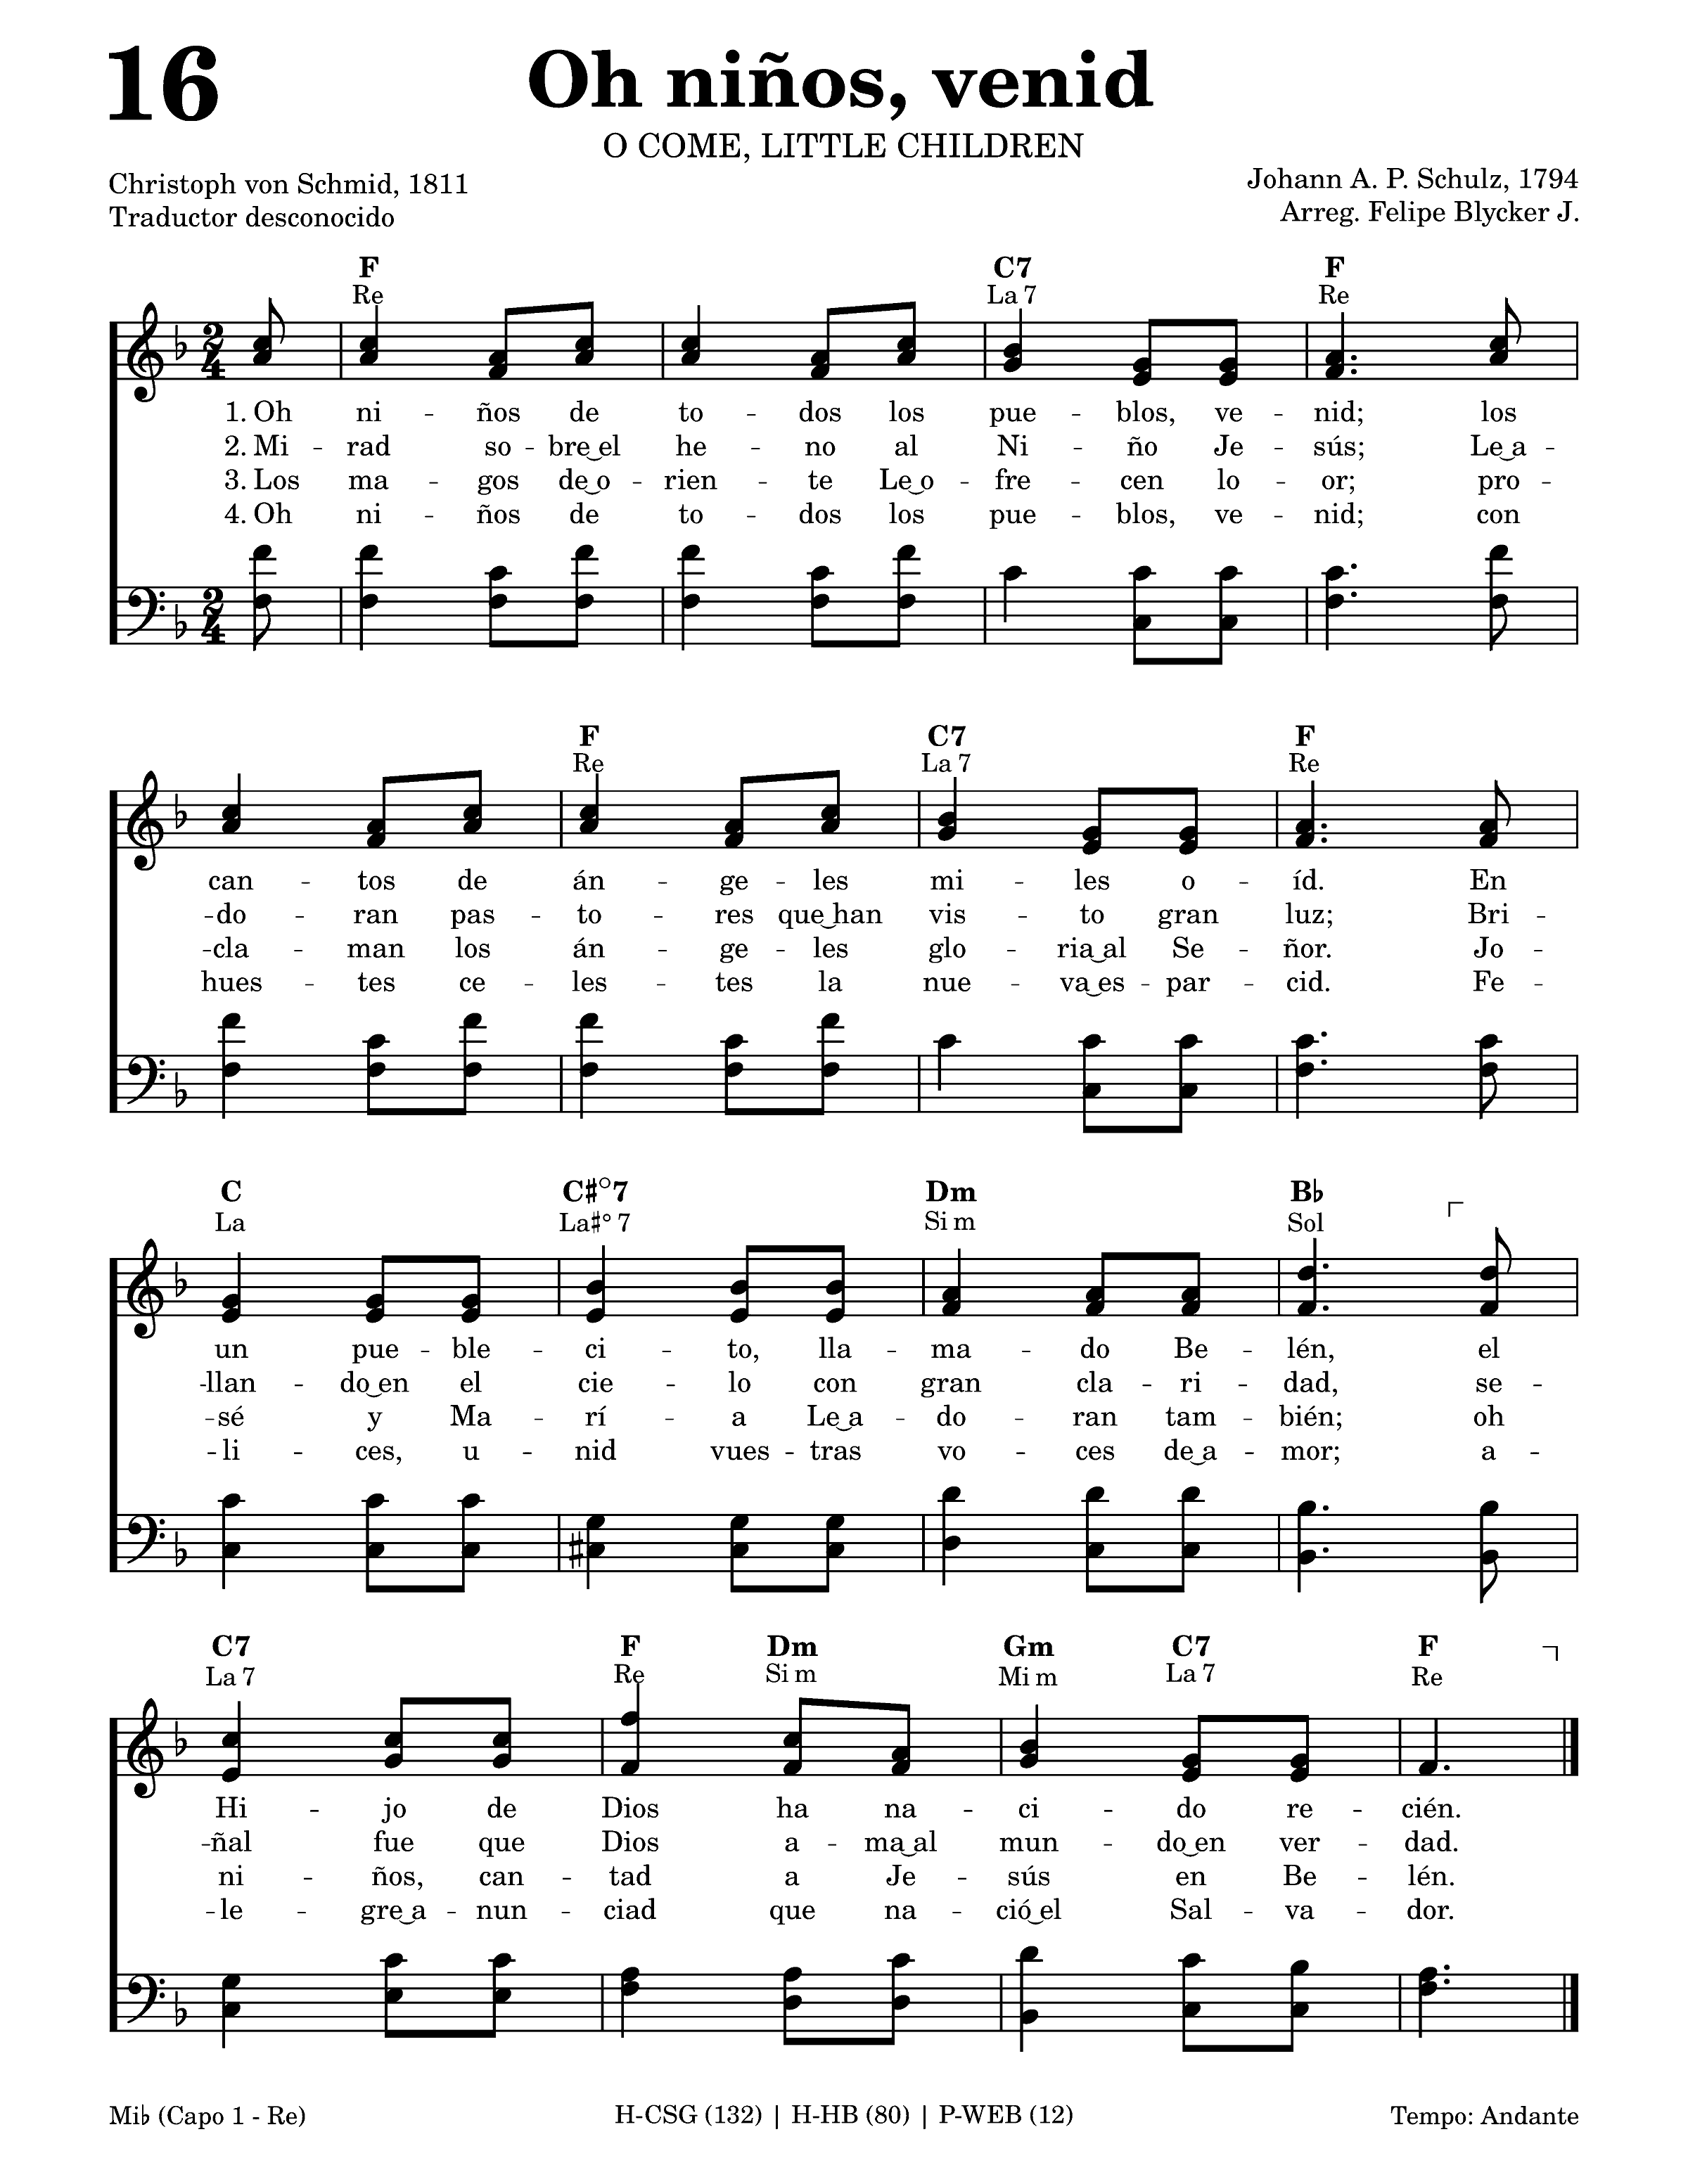 16
Oh niños, venid
O COME, LITTLE CHILDREN
Christoph von Schmid, 1811
Traductor desconocido
Johann A. P. Schulz, 1794
Arreg. Felipe Blycker J.
F C7 F
Re La 7 Re
2 4
1. Oh ni - ños de to - dos los pue - blos, ve - nid; los
2. Mi - rad so - bre‿el he - no al Ni - ño Je - sús; Le‿a -
3. Los ma - gos de‿o - rien - te Le‿o - fre - cen lo - or; pro -
4. Oh ni - ños de to - dos los pue - blos, ve - nid; con
2 4
F C7 F
Re La 7 Re
can - tos de án - ge - les mi - les o - íd. En
- do - ran pas - to - res que‿han vis - to gran luz; Bri -
- cla - man los án - ge - les glo - ria‿al Se - ñor. Jo -
hues - tes ce - les - tes la nue - va‿es - par - cid. Fe -
C C♯°7 Dm B♭
La La♯° 7 Si m Sol
un pue - ble - ci - to, lla - ma - do Be - lén, el
- llan - do‿en el cie - lo con gran cla - ri - dad, se -
- sé y Ma - rí - a Le‿a - do - ran tam - bién; oh
- li - ces, u - nid vues - tras vo - ces de‿a - mor; a -
C7 F Dm Gm C7 F
La 7 Re Si m Mi m La 7 Re
Hi - jo de Dios ha na - ci - do re - cién.
- ñal fue que Dios a - ma‿al mun - do‿en ver - dad.
ni - ños, can - tad a Je - sús en Be - lén.
- le - gre‿a - nun - ciad que na - ció‿el Sal - va - dor.
Mi♭ (Capo 1 - Re)
H-CSG (132) | H-HB (80) | P-WEB (12)
Tempo: Andante